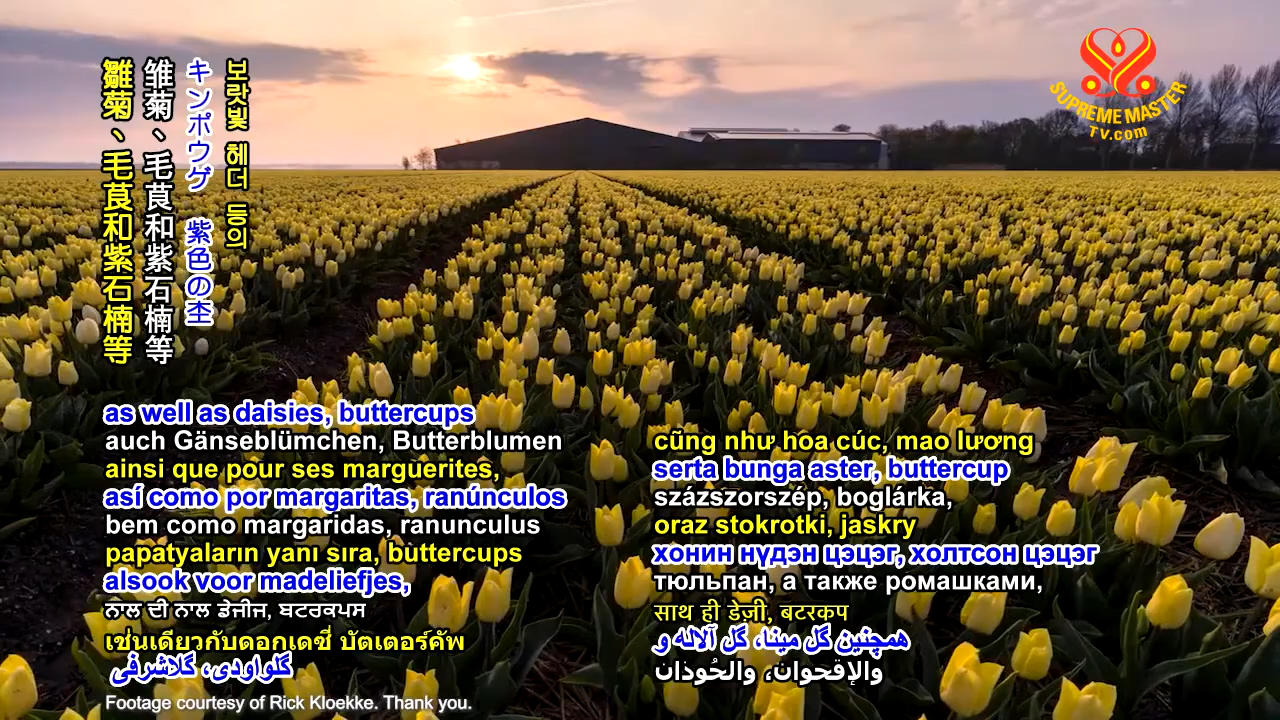 보랏빛 헤더 등의
キンポウゲ 紫色の杢
雏菊、毛茛和紫石楠等
雛菊、毛茛和紫石楠等
SUPREME MASTER
TV.com
as well as daisies, buttercups
auch Gänseblümchen, Butterblumen
ainsi que pour ses marguerites,
así como por margaritas, ranúnculos
bem como margaridas, ranunculus
papatyaların yanı sıra, buttercups
alsook voor madeliefjes,
ਨਾਲ ਦੀ ਨਾਲ ਡੇਜੀਜ, ਬਟਰਕਪਸ
เช่นเดียวกับดอกเดซี่ บัตเตอร์คัพ
گلواودی، گلاشرفی
cũng như hoa cúc, mao lương
serta bunga aster, buttercup
százszorszép, boglárka,
oraz stokrotki, jaskry
хонин нүдэн цэцэг, холтсон цэцэг
тюльпан, а также ромашками,
साथ ही डेज़ी, बटरकप
همچنین گل مینا، گل آلاله و
والإقحوان، والحُوذان
Footage courtesy of Rick Kloekke. Thank you.